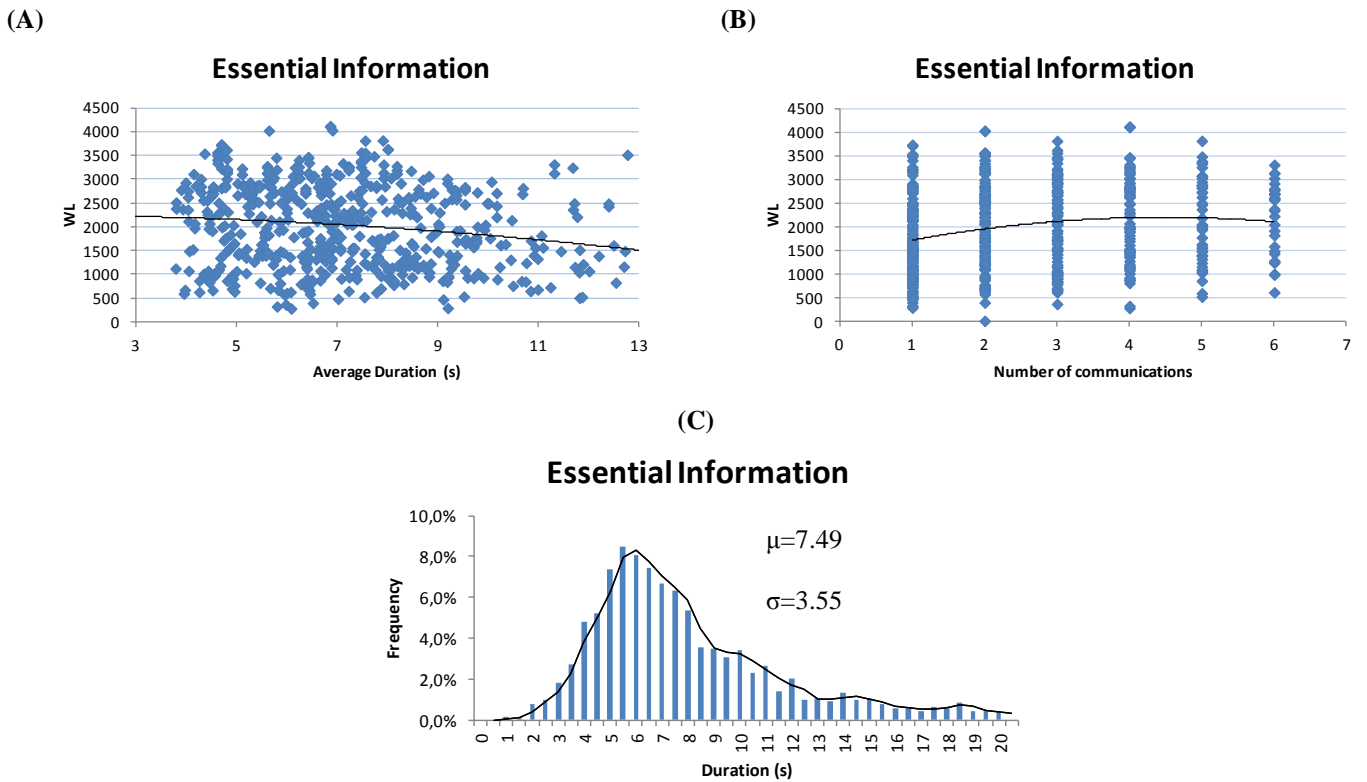 (A)
(B)
Essential Information
Essential Information
4500
4000
3500
3000
2500
2000
1500
1000
500
0
WL
3 5 7 9 11 13
Average Duration (s)
4500
4000
3500
3000
2500
2000
1500
1000
500
0
WL
0 1 2 3 4 5 6 7
Number of communications
(C)
Essential Information
10,0%
8,0%
6,0%
4,0%
2,0%
0,0%
Frequency
μ=7.49
σ=3.55
0 1 2 3 4 5 6 7 8 9 10 11 12 13 14 15 16 17 18 19 20
Duration (s)